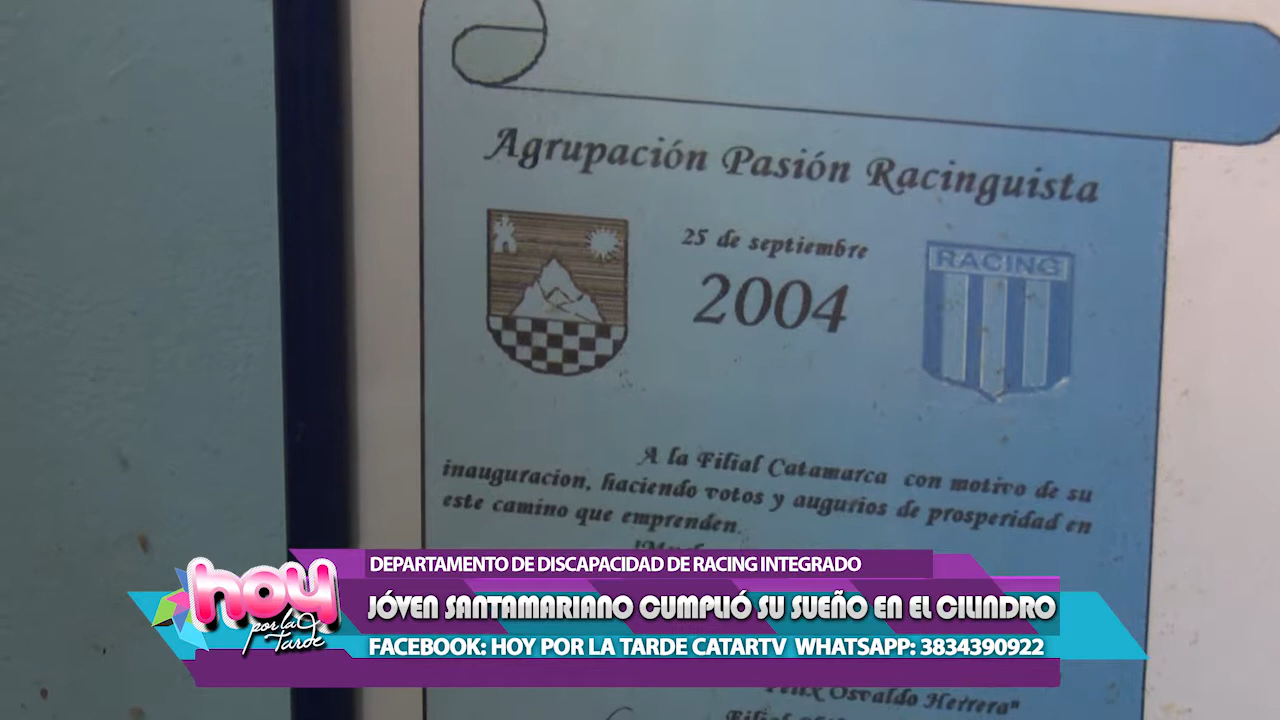 Agrupación Pasión Racinguista
25 de septiembre
2004
RACING
A la Filial Catamarca con motivo de su
inauguracion, haciendo votos y augurios de prosperidad en
este camino que emprenden.
DEPARTAMENTO DE DISCAPACIDAD DE RACING INTEGRADO
hoy
por la
Tarde
JÓVEN SANTAMARIANO CUMPLIÓ SU SUEÑO EN EL CILINDRO
FACEBOOK: HOY POR LA TARDE CATARTV WHATSAPP: 3834390922
Felix Osvaldo Herrera"